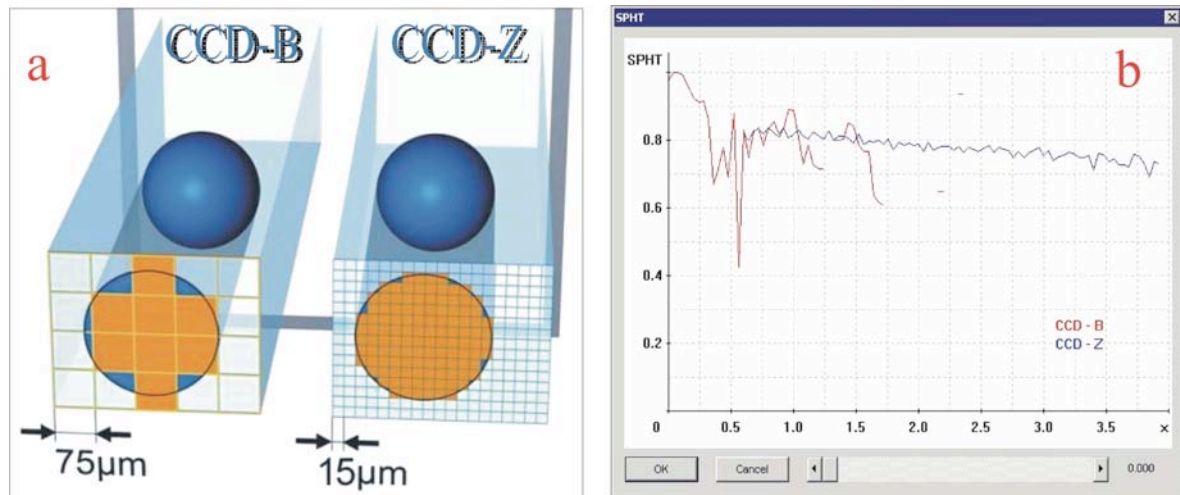 a
CCD-B
CCD-Z
75µm
15µm
SPHT
SPHT
b
0.8
0.6
0.4
0.2
CCD - B
CCD - Z
0 0.5 1.0 1.5 2.0 2.5 3.0 3.5 x
OK Cancel 0.000